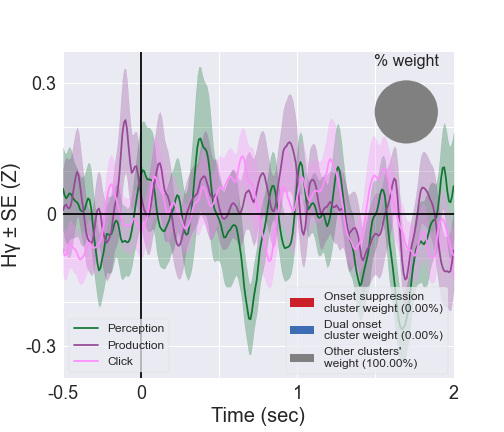 % weight
0.3
0
-0.3
Hγ ± SE (Z)
Perception
Production
Click
Onset suppression
cluster weight (0.00%)
Dual onset
cluster weight (0.00%)
Other clusters'
weight (100.00%)
-0.5
0
1
2
Time (sec)